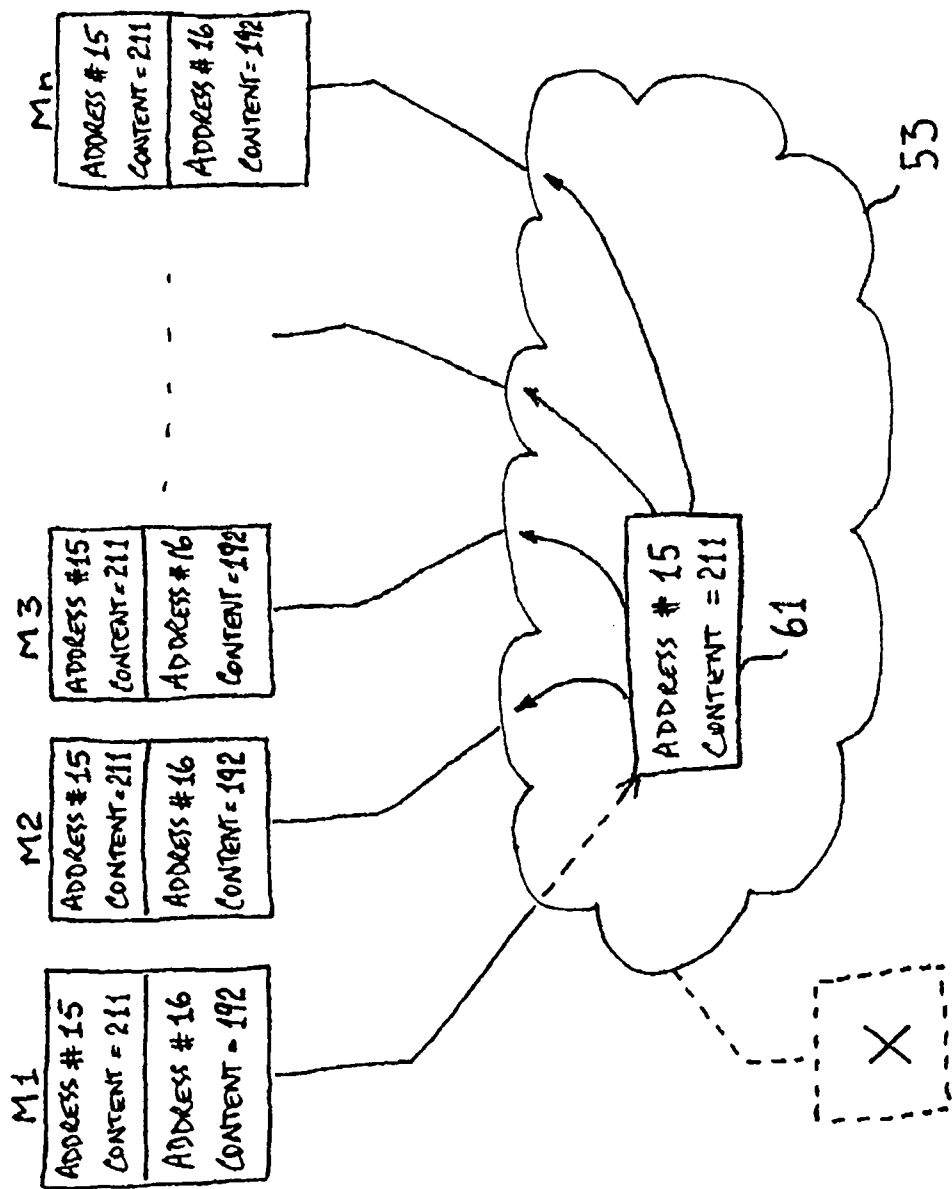 M1
ADDRESS #15
CONTENT = 211
ADDRESS #16
CONTENT = 192
M2
ADDRESS #15
CONTENT = 211
ADDRESS #16
CONTENT = 192
M3
ADDRESS #15
CONTENT = 211
ADDRESS #16
CONTENT = 192
Mn
ADDRESS #15
CONTENT = 211
ADDRESS #16
CONTENT = 192
ADDRESS # 15
CONTENT = 211
61
53
X